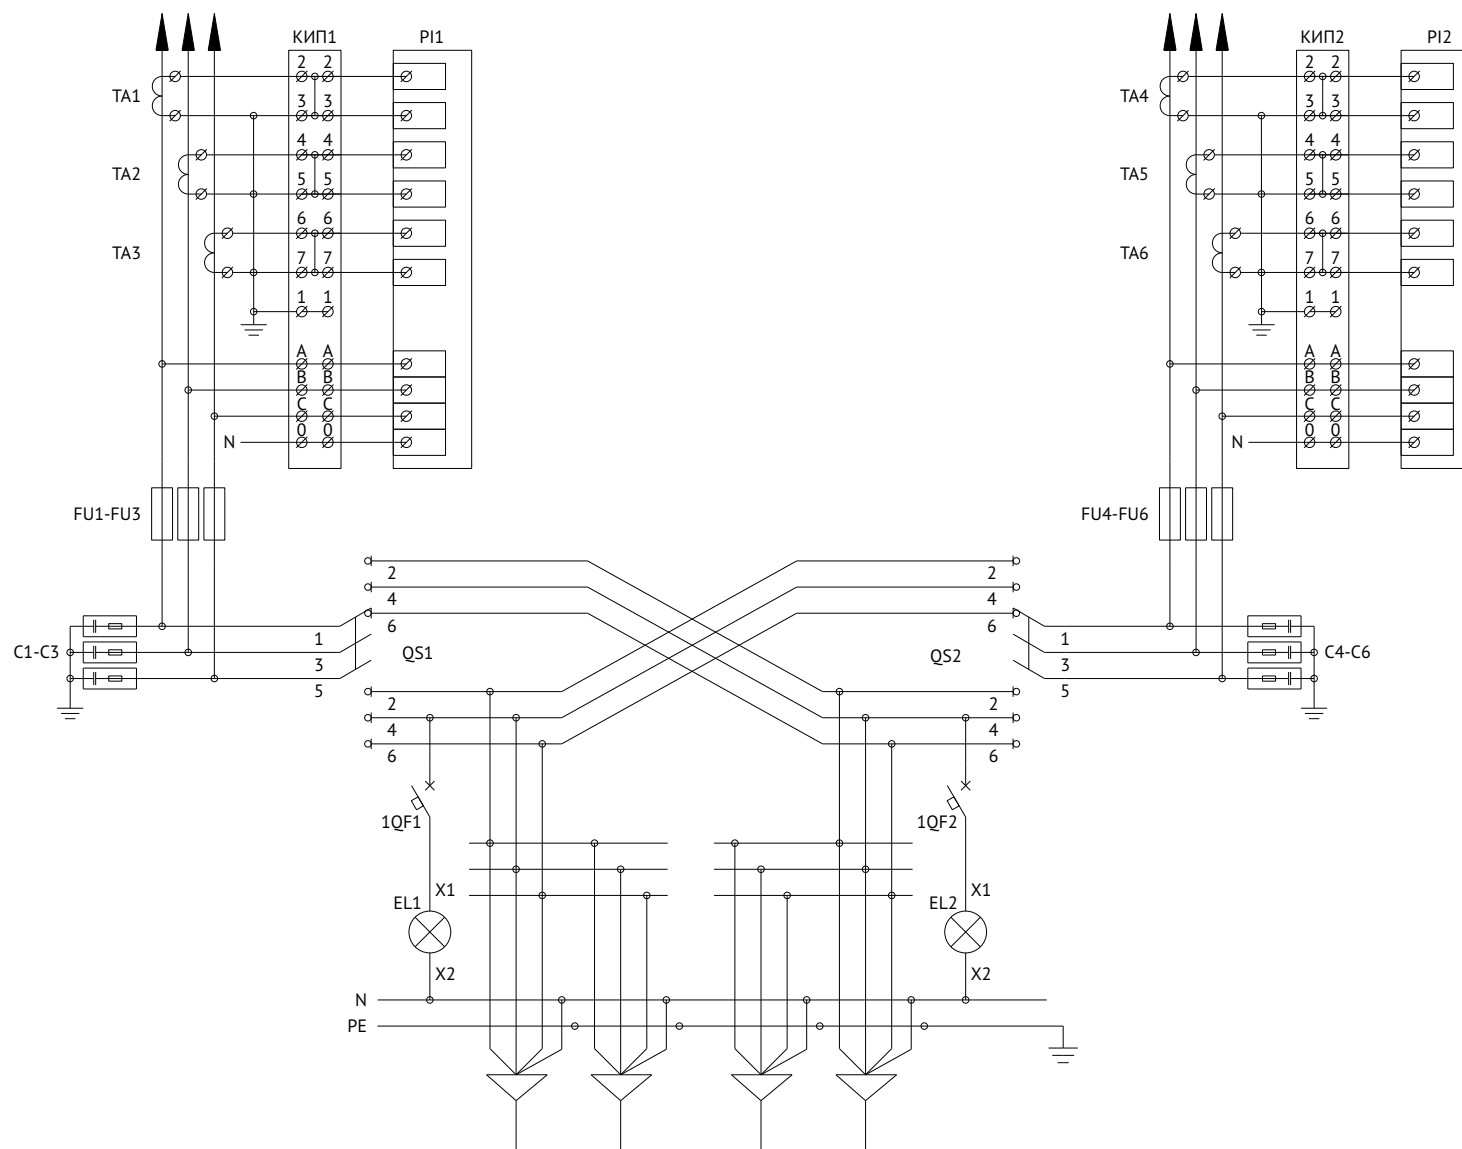 КИП1 PI1 КИП2 PI2
2 2 2 2
TA1 TA4
3 3 3 3
4 4 4 4
TA2 TA5
5 5 5 5
6 6 6 6
TA3 TA6
7 7 7 7
1 1 1 1
A A A A
B B B B
C C C C
0 0 0 0
N N
FU1-FU3 FU4-FU6
2 2
4 4
6 6
1 1
C1-C3 QS1 QS2 C4-C6
3 3
5 5
2 2
4 4
6 6
1QF1 1QF2
X1 X1
EL1 EL2
X2 X2
N
PE